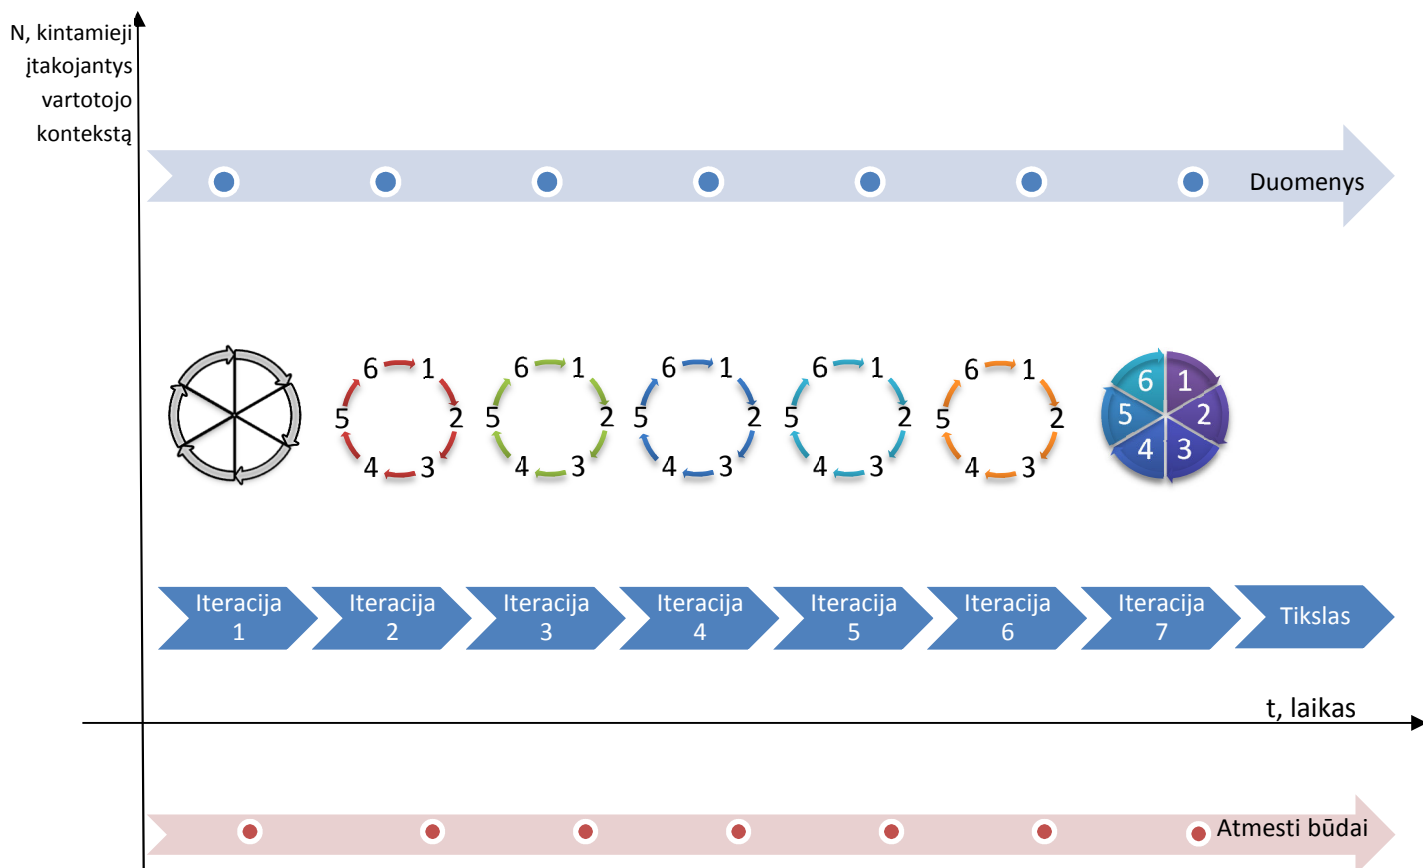 N, kintamieji
įtakojantys
vartotojo
kontekstą
Duomenys
6 1
5 2
4 3
6 1
5 2
4 3
6 1
5 2
4 3
6 1
5 2
4 3
6 1
5 2
4 3
6 1
5 2
4 3
Iteracija
1
Iteracija
2
Iteracija
3
Iteracija
4
Iteracija
5
Iteracija
6
Iteracija
7
Tikslas
t, laikas
Atmesti būdai